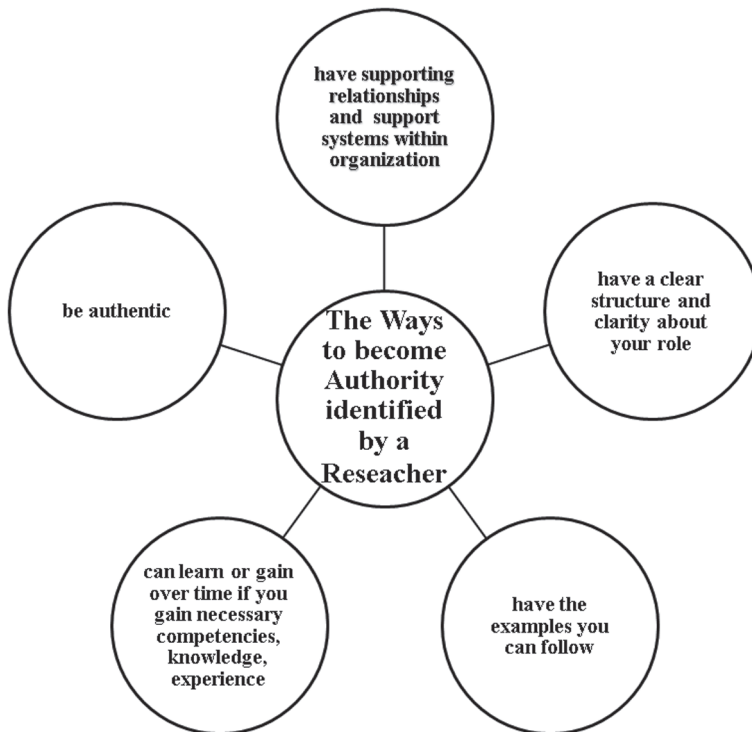 have supporting
relationships
and support
systems within
organization
be authentic
have a clear
structure and
clarity about
your role
The Ways
to become
Authority
identified
by a
Reseacher
can learn or gain
over time if you
gain necessary
competencies,
knowledge,
experience
have the
examples you
can follow